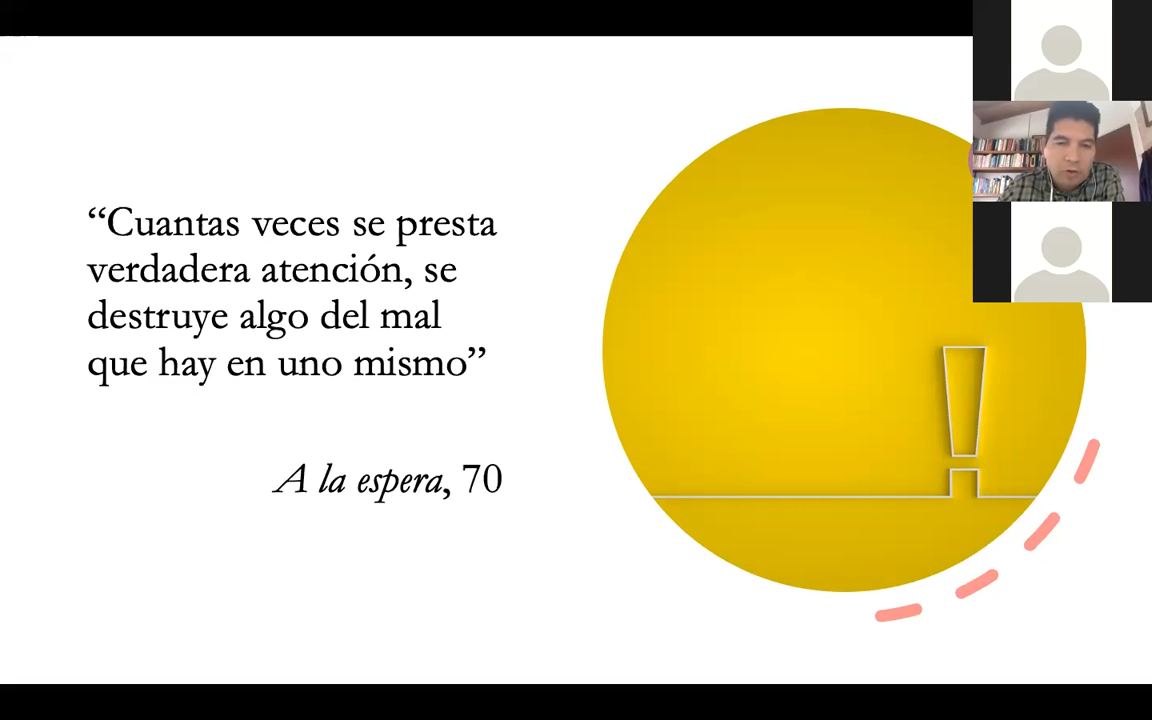 “Cuantas veces se presta
verdadera atención, se
destruye algo del mal
que hay en uno mismo”
A la espera, 70
!